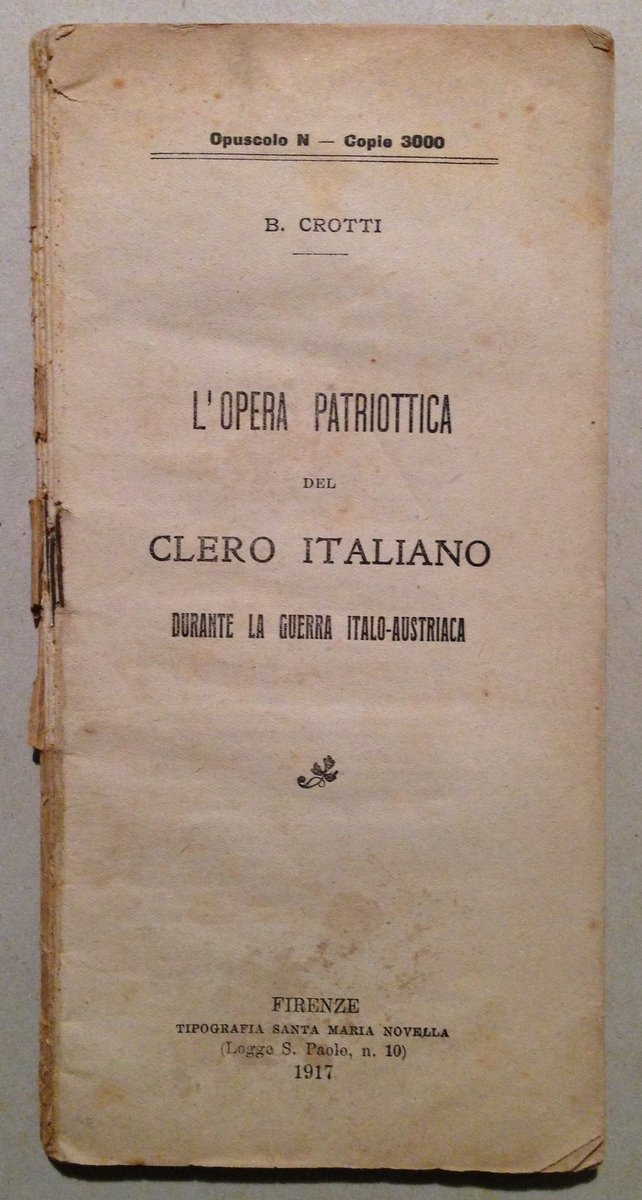 Opuscolo N — Copie 3000
B. CROTTI
L'OPERA PATRIOTTICA
DEL
CLERO ITALIANO
DURANTE LA GUERRA ITALO-AUSTRIACA
FIRENZE
TIPOGRAFIA SANTA MARIA NOVELLA
(Logge S. Paolo, n. 10)
1917